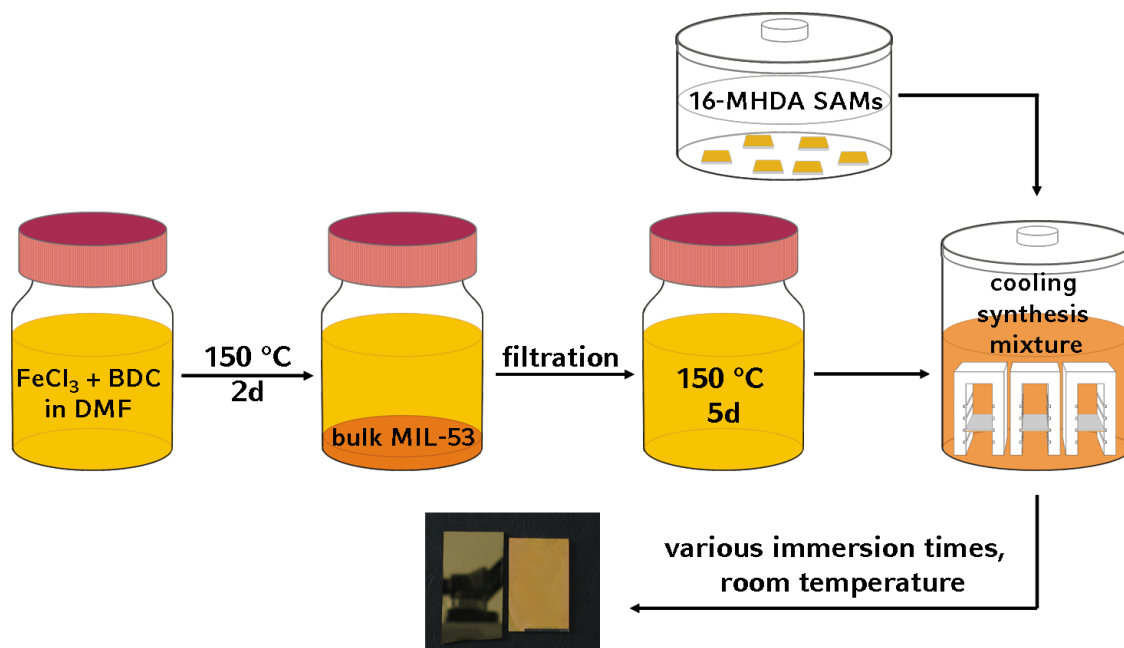 16-MHDA SAMs
FeCl₃ + BDC
in DMF
150 °C
2d
bulk MIL-53
filtration
150 °C
5d
cooling
synthesis
mixture
various immersion times,
room temperature